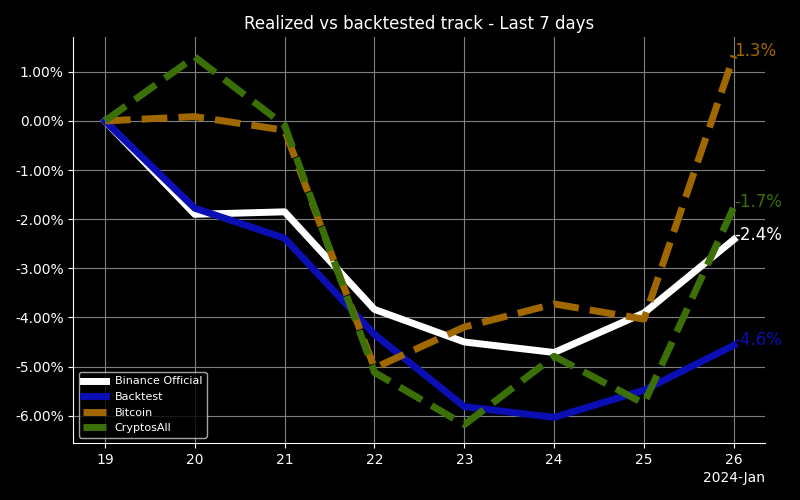 Realized vs backtested track - Last 7 days
1.00%
0.00%
-1.00%
-2.00%
-3.00%
-4.00%
-5.00%
-6.00%
1.3%
-1.7%
-2.4%
-4.6%
Binance Official
Backtest
Bitcoin
CryptosAll
19 20 21 22 23 24 25 26
2024-Jan